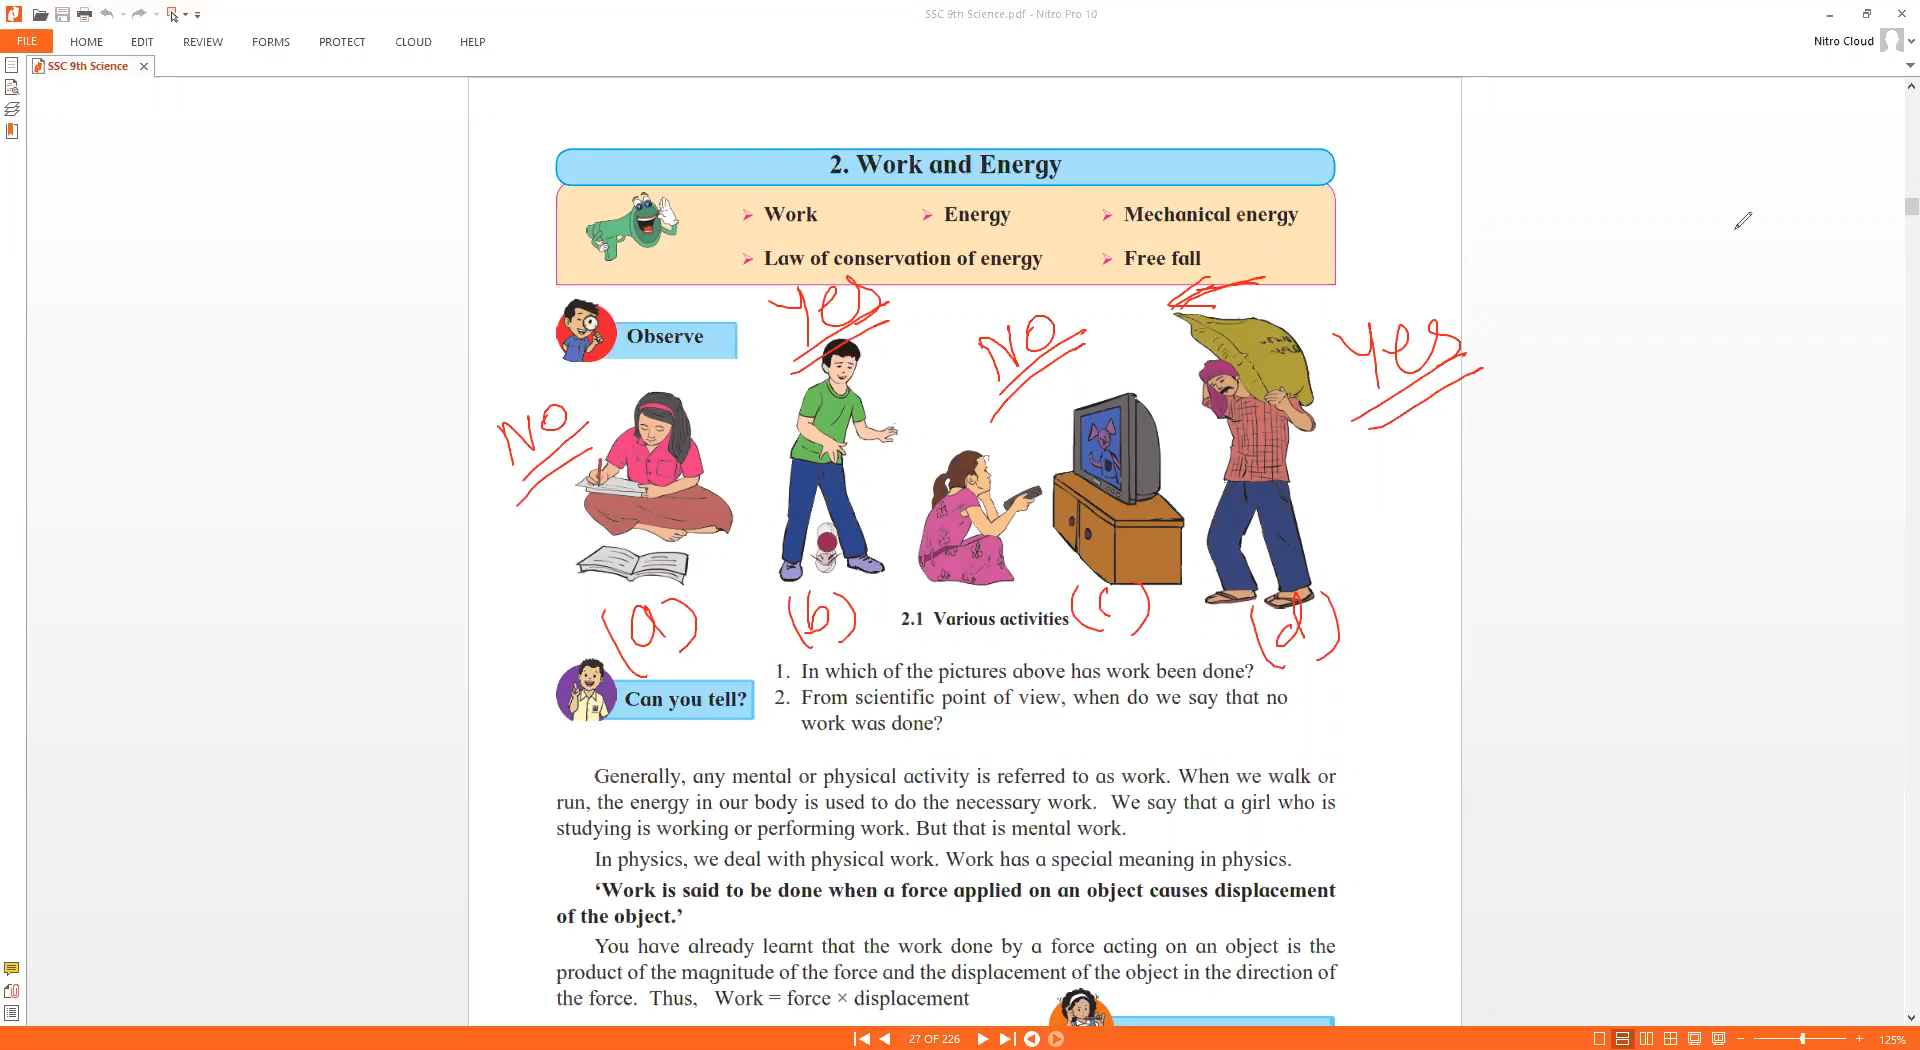 SSC 9th Science.pdf - Nitro Pro 10
FILE HOME EDIT REVIEW FORMS PROTECT CLOUD HELP
Nitro Cloud
SSC 9th Science
2. Work and Energy
Work Energy Mechanical energy
Law of conservation of energy Free fall
Observe
Yes
NO
Yes
NO
(a) (b) (c) (d)
2.1 Various activities
Can you tell?
1. In which of the pictures above has work been done?
2. From scientific point of view, when do we say that no
work was done?
Generally, any mental or physical activity is referred to as work. When we walk or
run, the energy in our body is used to do the necessary work. We say that a girl who is
studying is working or performing work. But that is mental work.
In physics, we deal with physical work. Work has a special meaning in physics.
‘Work is said to be done when a force applied on an object causes displacement
of the object.’
You have already learnt that the work done by a force acting on an object is the
product of the magnitude of the force and the displacement of the object in the direction of
the force. Thus, Work = force × displacement
27 OF 226
125%